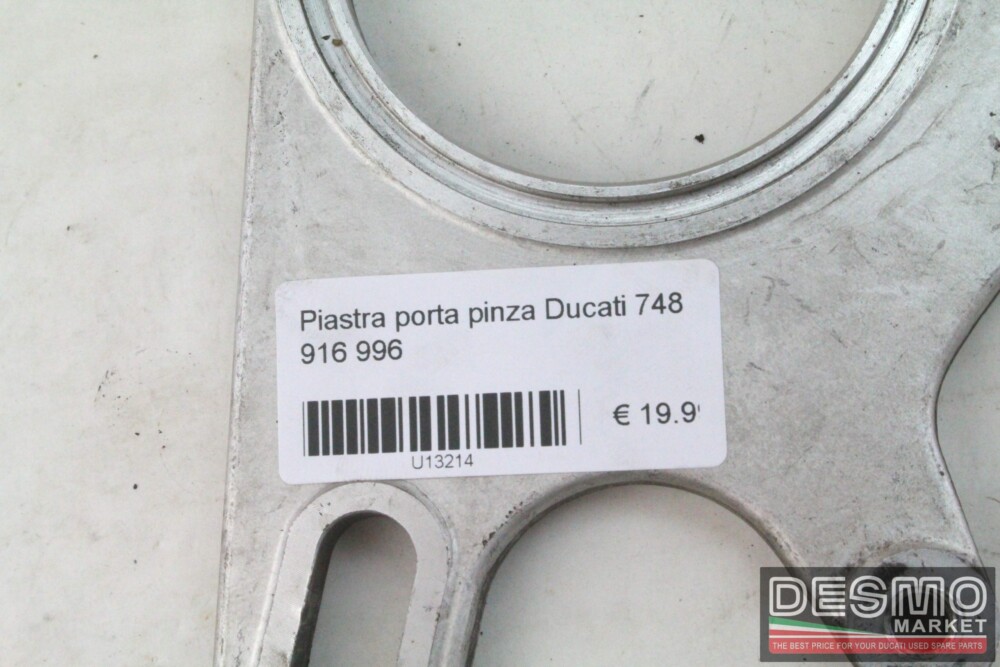 Piastra porta pinza Ducati 748
916 996
€ 19.9
U13214
DESMO
MARKET
THE BEST PRICE FOR YOUR DUCATI USED SPARE PARTS